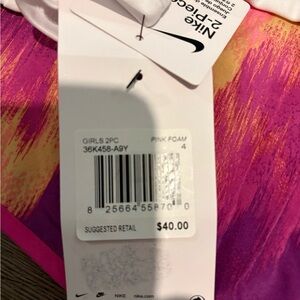 Nike
2-Piece
GIRLS 2PC PINK FOAM
36K458-A9Y 4
8 25664 55870 0
SUGGESTED RETAIL $40.00
NIKE nike.com